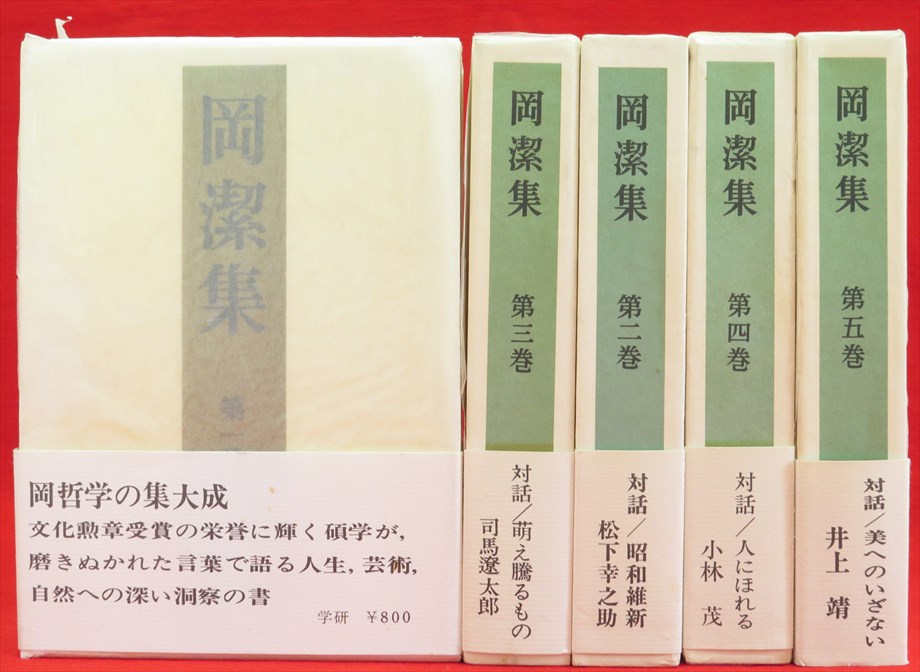 岡潔集
第一
岡哲学の集大成
文化勲章受賞の栄誉に輝く碩学が,
磨きぬかれた言葉で語る人生,芸術,
自然への深い洞察の書
学研 ¥800
岡潔集
第三巻
対話/萌え騰るもの
司馬遼太郎
岡潔集
第二巻
対話/昭和維新
松下幸之助
岡潔集
第四巻
対話/人にほれる
小林 茂
岡潔集
第五巻
対話/美へのいざない
井上 靖